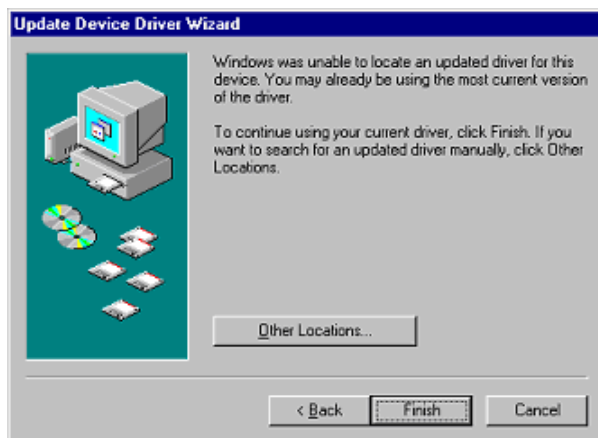 Update Device Driver Wizard
Windows was unable to locate an updated driver for this
device. You may already be using the most current version
of the driver.
To continue using your current driver, click Finish. If you
want to search for an updated driver manually, click Other
Locations.
Other Locations...
< Back
Finish
Cancel